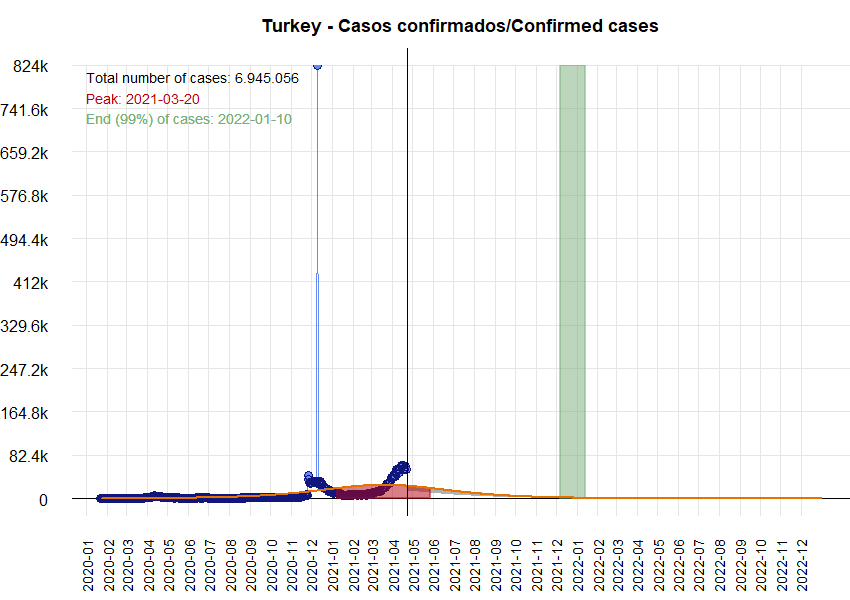 Turkey - Casos confirmados/Confirmed cases
824k
Total number of cases: 6.945.056
Peak: 2021-03-20
741.6k
End (99%) of cases: 2022-01-10
659.2k
576.8k
494.4k
412k
329.6k
247.2k
164.8k
82.4k
0
2020-01
2020-02
2020-03
2020-04
2020-05
2020-06
2020-07
2020-08
2020-09
2020-10
2020-11
2020-12
2021-01
2021-02
2021-03
2021-04
2021-05
2021-06
2021-07
2021-08
2021-09
2021-10
2021-11
2021-12
2022-01
2022-02
2022-03
2022-04
2022-05
2022-06
2022-07
2022-08
2022-09
2022-10
2022-11
2022-12